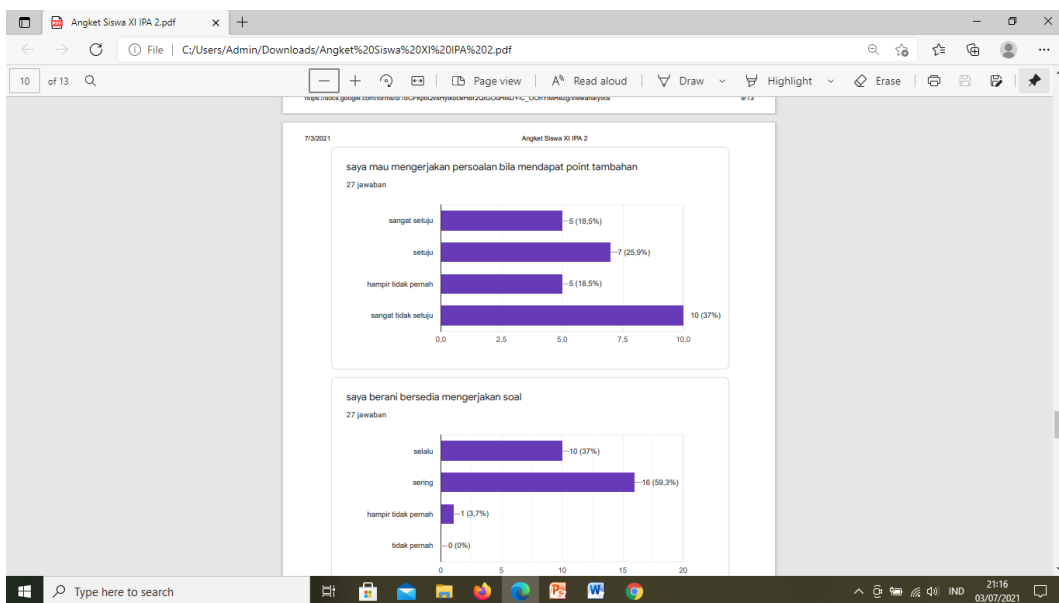 Angket Siswa XI IPA 2.pdf
File | C:/Users/Admin/Downloads/Angket%20Siswa%20XI%20IPA%202.pdf
10 of 13 Page view Read aloud Draw Highlight Erase
9/13
7/3/2021 Angket Siswa XI IPA 2
saya mau mengerjakan persoalan bila mendapat point tambahan
27 jawaban
sangat setuju 5 (18,5%)
setuju 7 (25,9%)
hampir tidak pernah 5 (18,5%)
sangat tidak setuju 10 (37%)
0,0 2,5 5,0 7,5 10,0
saya berani bersedia mengerjakan soal
27 jawaban
selalu 10 (37%)
sering 16 (59,3%)
hampir tidak pernah 1 (3,7%)
tidak pernah 0 (0%)
0 5 10 15 20
Type here to search IND 21:16
03/07/2021